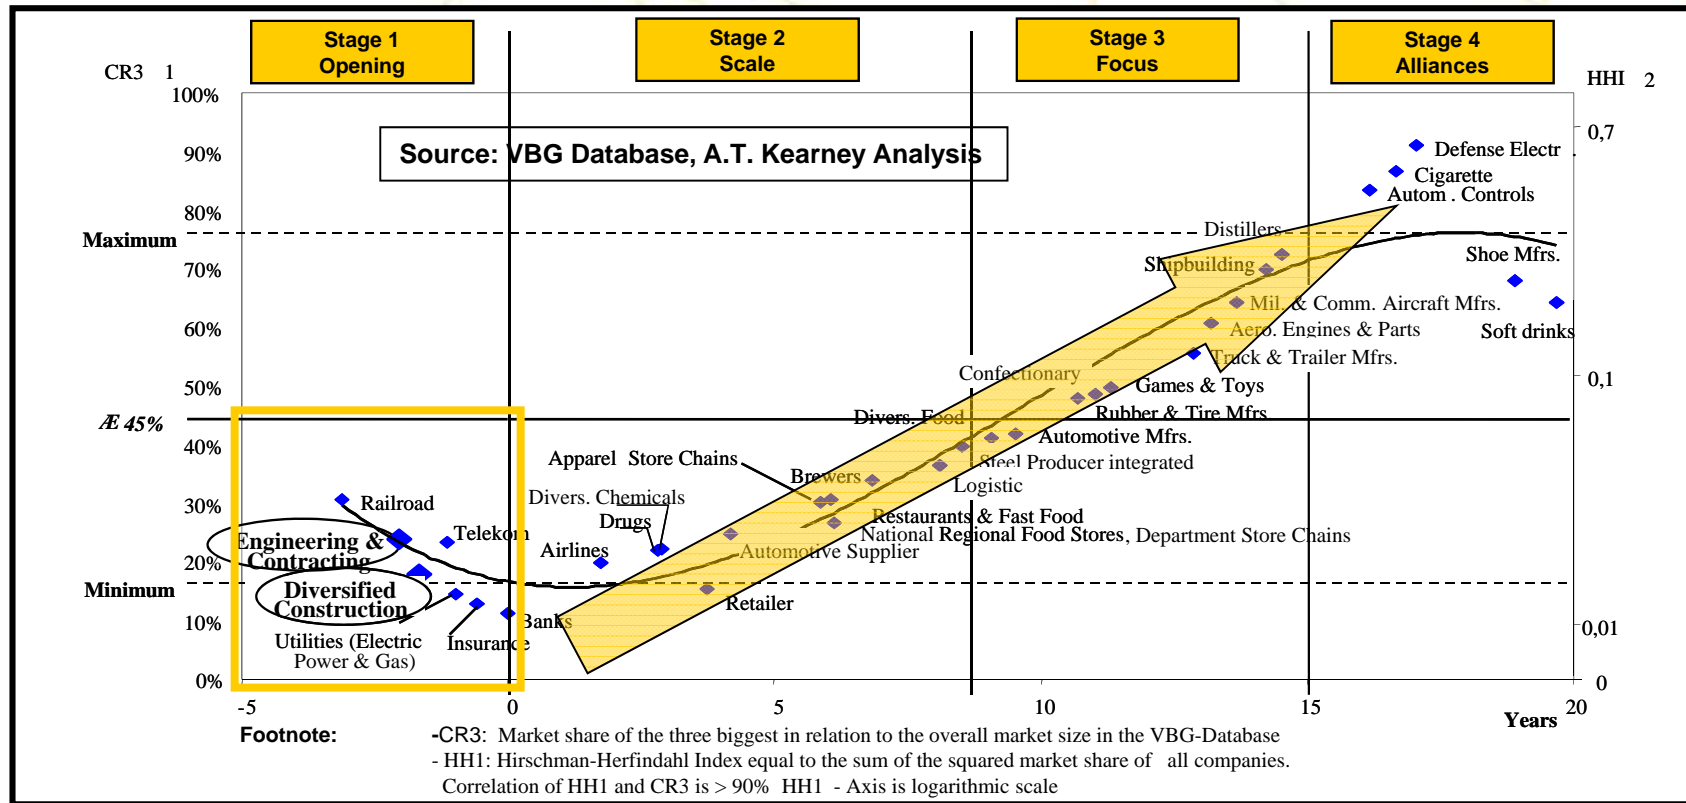 Stage 1
Opening
Stage 2
Scale
Stage 3
Focus
Stage 4
Alliances
CR3 1
HHI 2
100%
90%
80%
Maximum
70%
60%
50%
Æ 45%
40%
30%
20%
Minimum
10%
0%
0,7
0,1
0,01
0
Source: VBG Database, A.T. Kearney Analysis
Defense Electr.
Cigarette
Autom . Controls
Distillers
Shoe Mfrs.
Shipbuilding
Mil. & Comm. Aircraft Mfrs.
Aero. Engines & Parts
Soft drinks
Truck & Trailer Mfrs.
Confectionary
Games & Toys
Rubber & Tire Mfrs
Divers. Food
Automotive Mfrs.
Apparel Store Chains
Brewers
Steel Producer integrated
Logistic
Divers. Chemicals
Drugs
Restaurants & Fast Food
National Regional Food Stores, Department Store Chains
Airlines
Automotive Supplier
Retailer
Railroad
Telekom
Engineering &
Contracting
Diversified
Construction
Banks
Utilities (Electric
Power & Gas)
Insurance
-5
0
5
10
15
20
Years
Footnote:
-CR3: Market share of the three biggest in relation to the overall market size in the VBG-Database
- HH1: Hirschman-Herfindahl Index equal to the sum of the squared market share of all companies.
Correlation of HH1 and CR3 is > 90% HH1 - Axis is logarithmic scale